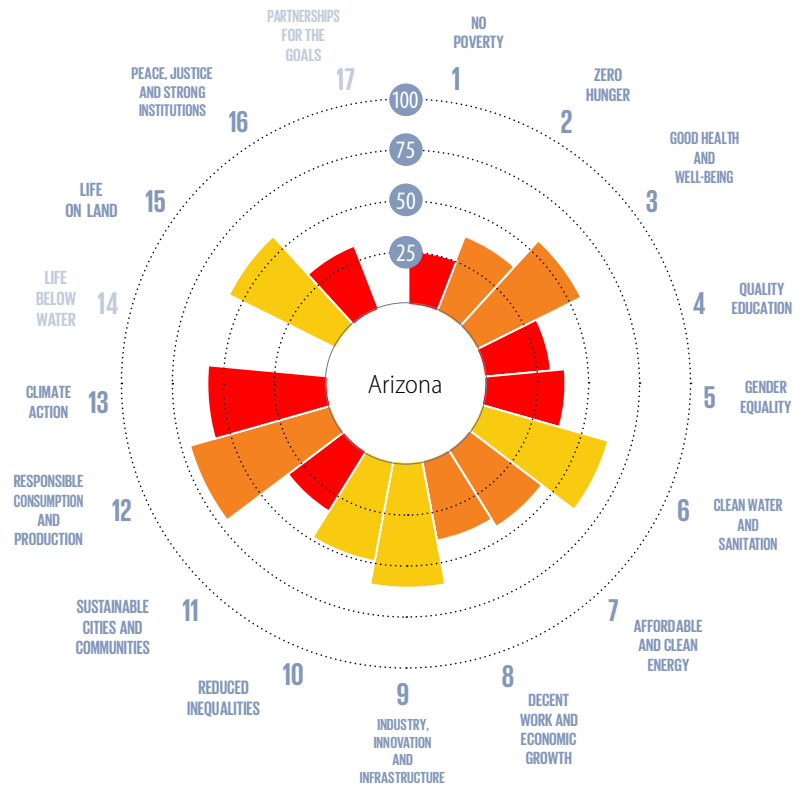 NO
POVERTY
1
ZERO
HUNGER
2
GOOD HEALTH
AND
WELL-BEING
3
4
QUALITY
EDUCATION
5
GENDER
EQUALITY
6
CLEAN WATER
AND
SANITATION
7
AFFORDABLE
AND CLEAN
ENERGY
8
DECENT
WORK AND
ECONOMIC
GROWTH
9
INDUSTRY,
INNOVATION
AND
INFRASTRUCTURE
10
REDUCED
INEQUALITIES
11
SUSTAINABLE
CITIES AND
COMMUNITIES
12
RESPONSIBLE
CONSUMPTION
AND
PRODUCTION
13
CLIMATE
ACTION
14
LIFE
BELOW
WATER
15
LIFE
ON LAND
16
PEACE, JUSTICE
AND STRONG
INSTITUTIONS
17
PARTNERSHIPS
FOR THE
GOALS
100
75
50
25
Arizona